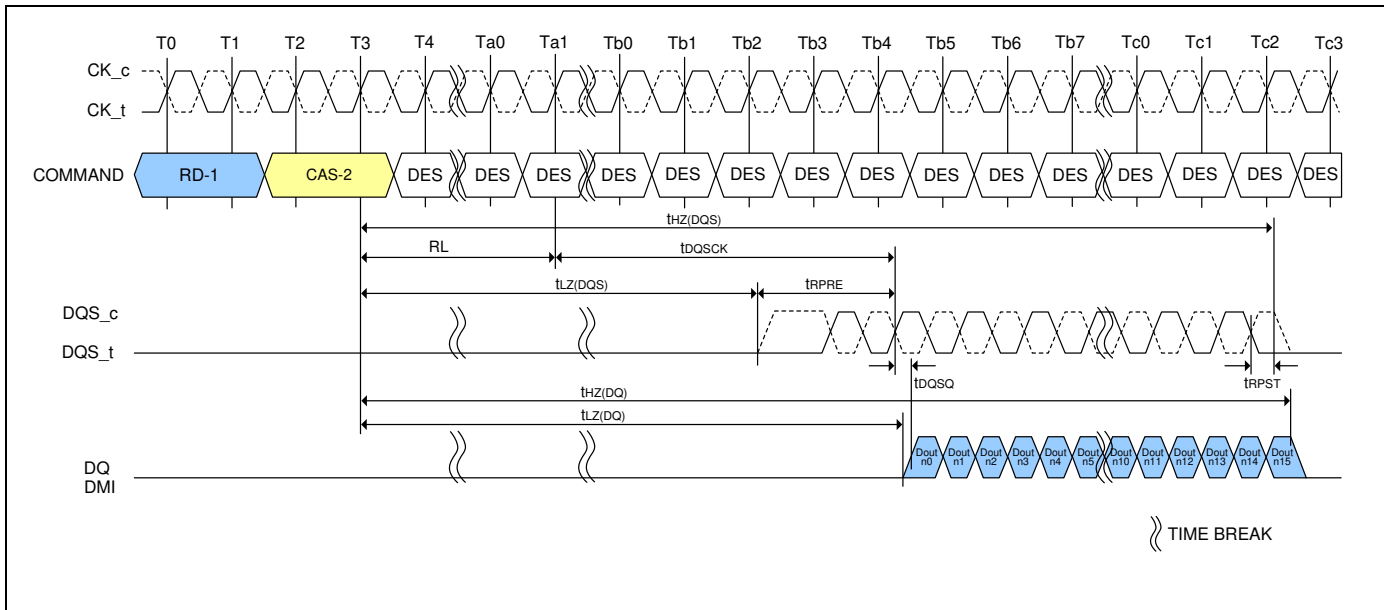 T0 T1 T2 T3 T4 Ta0 Ta1 Tb0 Tb1 Tb2 Tb3 Tb4 Tb5 Tb6 Tb7 Tc0 Tc1 Tc2 Tc3
CK_c
CK_t
COMMAND RD-1 CAS-2 DES DES DES DES DES DES DES DES DES DES DES DES DES DES DES
tHZ(DQS)
RL tDQSCK
tLZ(DQS) tRPRE
DQS_c
DQS_t
tDQSQ tRPST
tHZ(DQ)
tLZ(DQ)
Dout Dout Dout Dout Dout Dout Dout Dout Dout Dout Dout Dout
n0 n1 n2 n3 n4 n5 n10 n11 n12 n13 n14 n15
DQ
DMI
TIME BREAK